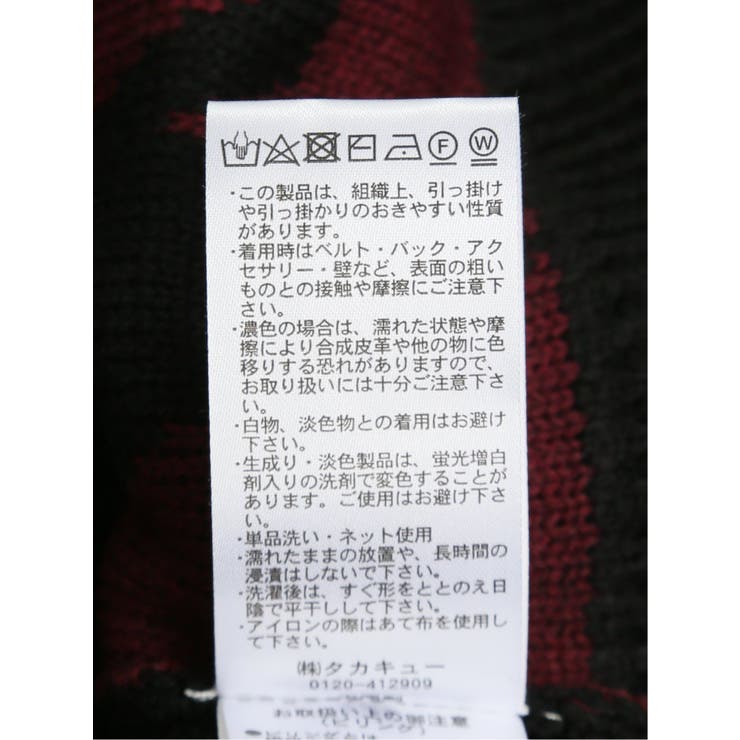 F W
・この製品は、組織上、引っ掛け
や引っ掛かりのおきやすい性質
があります。
・着用時はベルト・バック・アク
セサリー・壁など、表面の粗い
ものとの接触や摩擦にご注意下
さい。
・濃色の場合は、濡れた状態や摩
擦により合成皮革や他の物に色
移りする恐れがありますので、
お取り扱いには十分ご注意下さ
い。
・白物、淡色物との着用はお避け
下さい。
・生成り・淡色製品は、蛍光増白
剤入りの洗剤で変色することが
あります。ご使用はお避け下さ
い。
・単品洗い・ネット使用
・濡れたままの放置や、長時間の
浸漬はしないで下さい。
・洗濯後は、すぐ形をととのえ日
陰で平干しして下さい。
・アイロンの際はあて布を使用し
て下さい。
㈱タカキュー
0120-412909
お取扱い上の御注意
(ピリング)